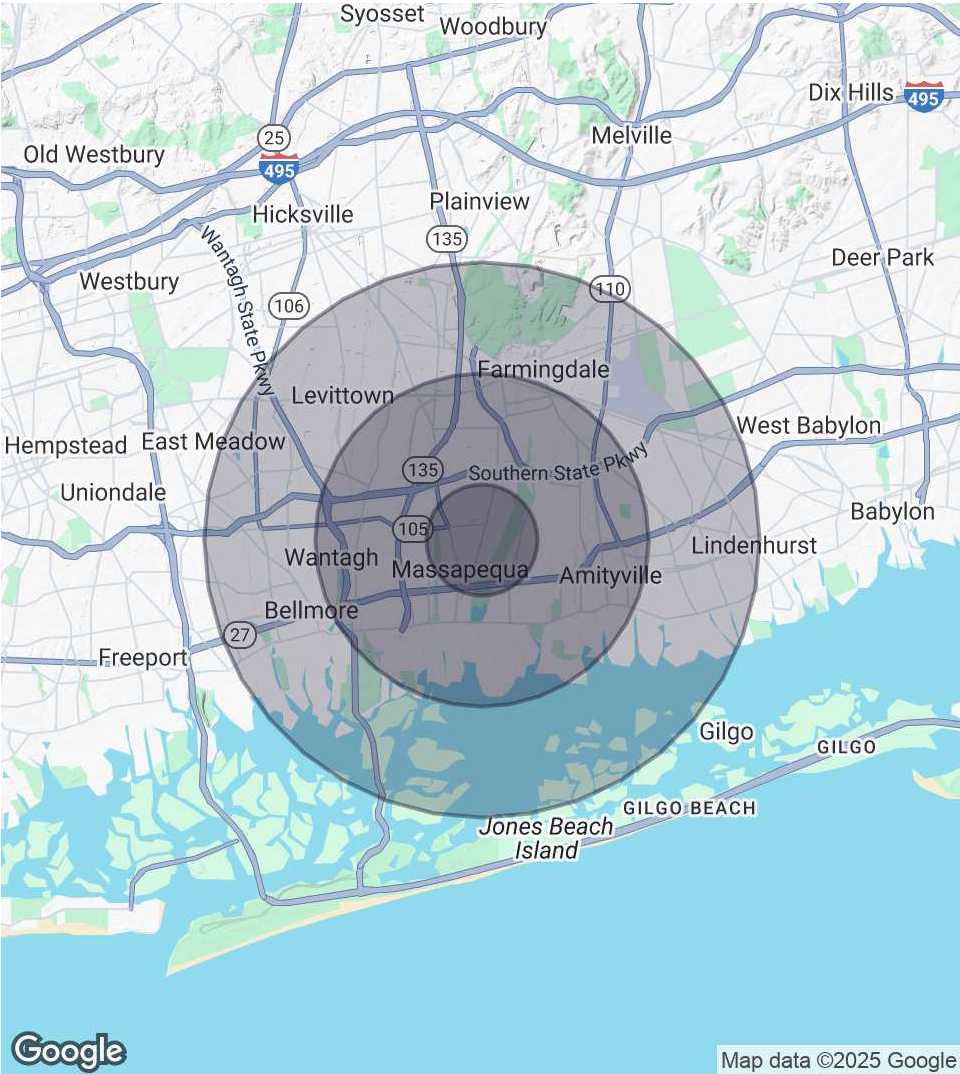 Syosset
Woodbury
Dix Hills
495
25
Melville
Old Westbury
495
Plainview
Hicksville
Wantagh State Pkwy
135
Deer Park
Westbury
110
106
Farmingdale
Levittown
West Babylon
Hempstead
East Meadow
135
Southern State Pkwy
Uniondale
Babylon
105
Lindenhurst
Wantagh
Massapequa
Amityville
Bellmore
27
Freeport
Gilgo
GILGO
GILGO BEACH
Jones Beach
Island
Google
Map data ©2025 Google